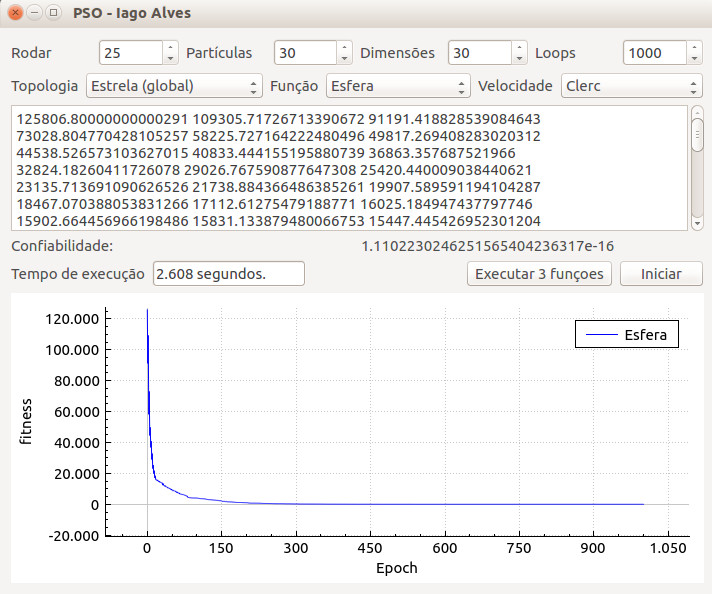 PSO - Iago Alves
Rodar 25 Partículas 30 Dimensões 30 Loops 1000
Topologia Estrela (global) Função Esfera Velocidade Clerc
125806.80000000000291 109305.71726713390672 91191.418828539084643
73028.804770428105257 58225.727164222480496 49817.269408283020312
44538.526573103627015 40833.444155195880739 36863.357687521966
32824.18260411726078 29026.767590877647308 25420.440009038440621
23135.713691090626526 21738.884366486385261 19907.589591194104287
18467.070388053831266 17112.61275479188771 16025.184947437797746
15902.664456966198486 15831.133879480066753 15447.445426952301204
Confiabilidade: 1.1102230246251565404236317e-16
Tempo de execução 2.608 segundos. Executar 3 funçoes Iniciar
Esfera
120.000
100.000
80.000
60.000
40.000
20.000
0
-20.000
fitness
0 150 300 450 600 750 900 1.050
Epoch